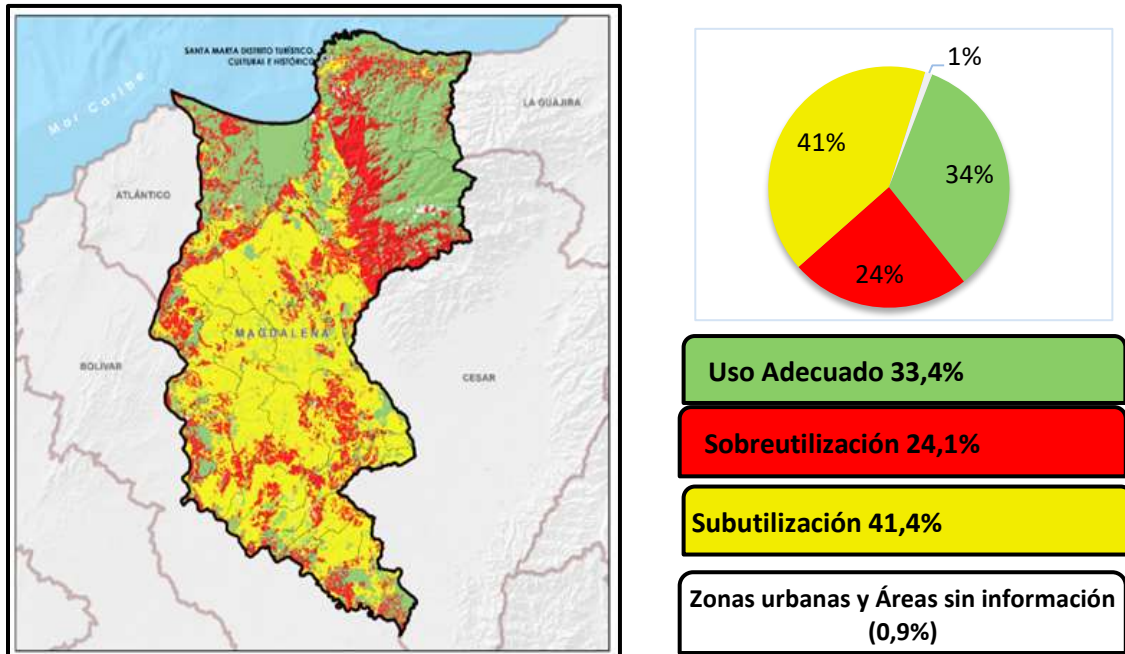 SANTA MARTA DISTRITO TURÍSTICO,
CULTURAL E HISTÓRICO
Mar Caribe
LA GUAJIRA
ATLÁNTICO
MAGDALENA
BOLÍVAR
CESAR
1%
41%
34%
24%
Uso Adecuado 33,4%
Sobreutilización 24,1%
Subutilización 41,4%
Zonas urbanas y Áreas sin información
(0,9%)